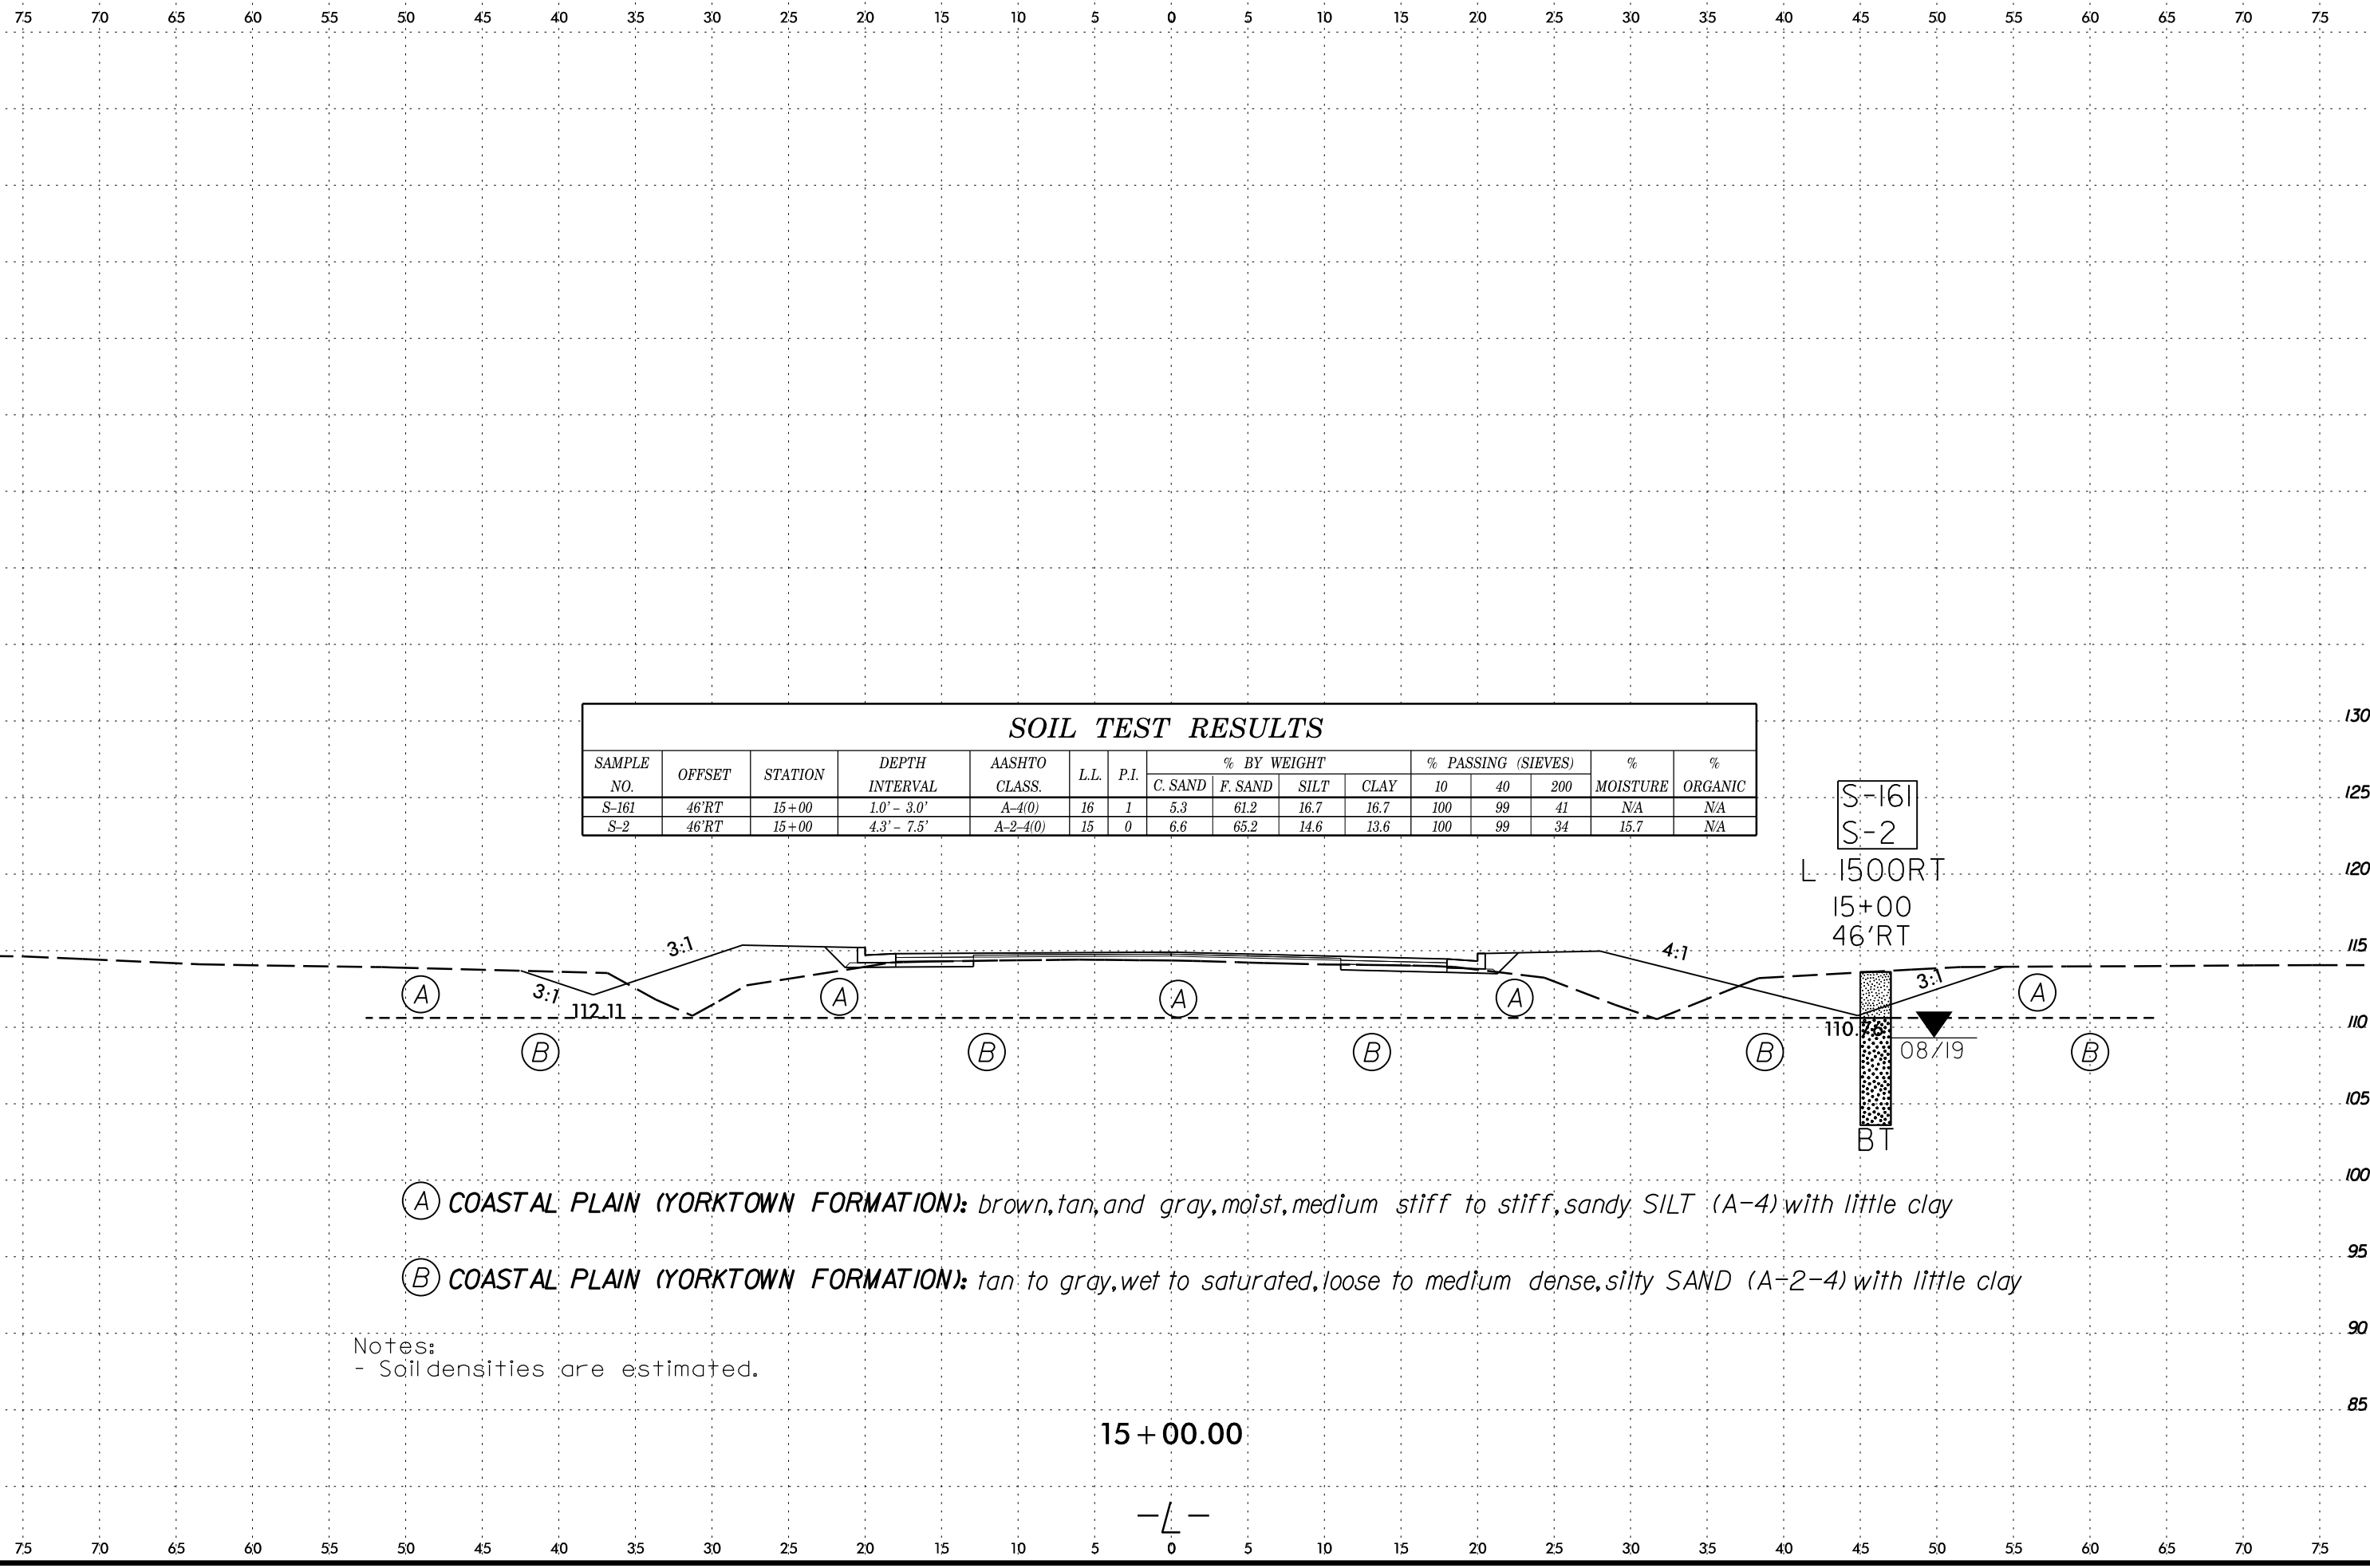 75 70 65 60 55 50 45 40 35 30 25 20 15 10 5 0 5 10 15 20 25 30 35 40 45 50 55 60 65 70 75
SOIL TEST RESULTS
SAMPLE NO. OFFSET STATION DEPTH INTERVAL AASHTO CLASS. L.L. P.I. % BY WEIGHT % PASSING (SIEVES) % MOISTURE % ORGANIC
C. SAND F. SAND SILT CLAY 10 40 200
S-161 46'RT 15+00 1.0' - 3.0' A-4(0) 16 1 5.3 61.2 16.7 16.7 100 99 41 N/A N/A
S-2 46'RT 15+00 4.3' - 7.5' A-2-4(0) 15 0 6.6 65.2 14.6 13.6 100 99 34 15.7 N/A
130
S-161
125
S-2
L 1500RT
120
15+00
46'RT
3:1 4:1 115
3:1 3:1
A A A A A
112.11
110.76 110
08/19
B B B B B
105
BT
100
A COASTAL PLAIN (YORKTOWN FORMATION): brown, tan, and gray, moist, medium stiff to stiff, sandy SILT (A-4) with little clay
95
B COASTAL PLAIN (YORKTOWN FORMATION): tan to gray, wet to saturated, loose to medium dense, silty SAND (A-2-4) with little clay
90
Notes:
- Soil densities are estimated.
85
15+00.00
-L-
75 70 65 60 55 50 45 40 35 30 25 20 15 10 5 0 5 10 15 20 25 30 35 40 45 50 55 60 65 70 75